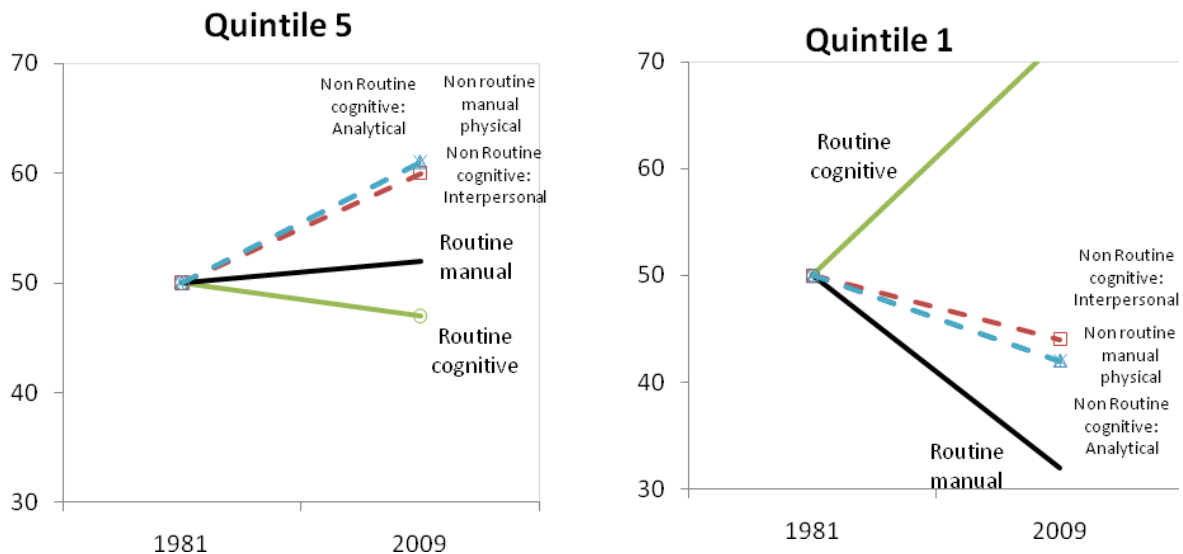 Quintile 5
70
60
50
40
30
Non Routine
cognitive:
Analytical
Non routine
manual
physical
Non Routine
cognitive:
Interpersonal
Routine
manual
Routine
cognitive
1981
2009
Quintile 1
70
60
50
40
30
Routine
cognitive
Non Routine
cognitive:
Interpersonal
Non routine
manual
physical
Non Routine
cognitive:
Analytical
Routine
manual
1981
2009